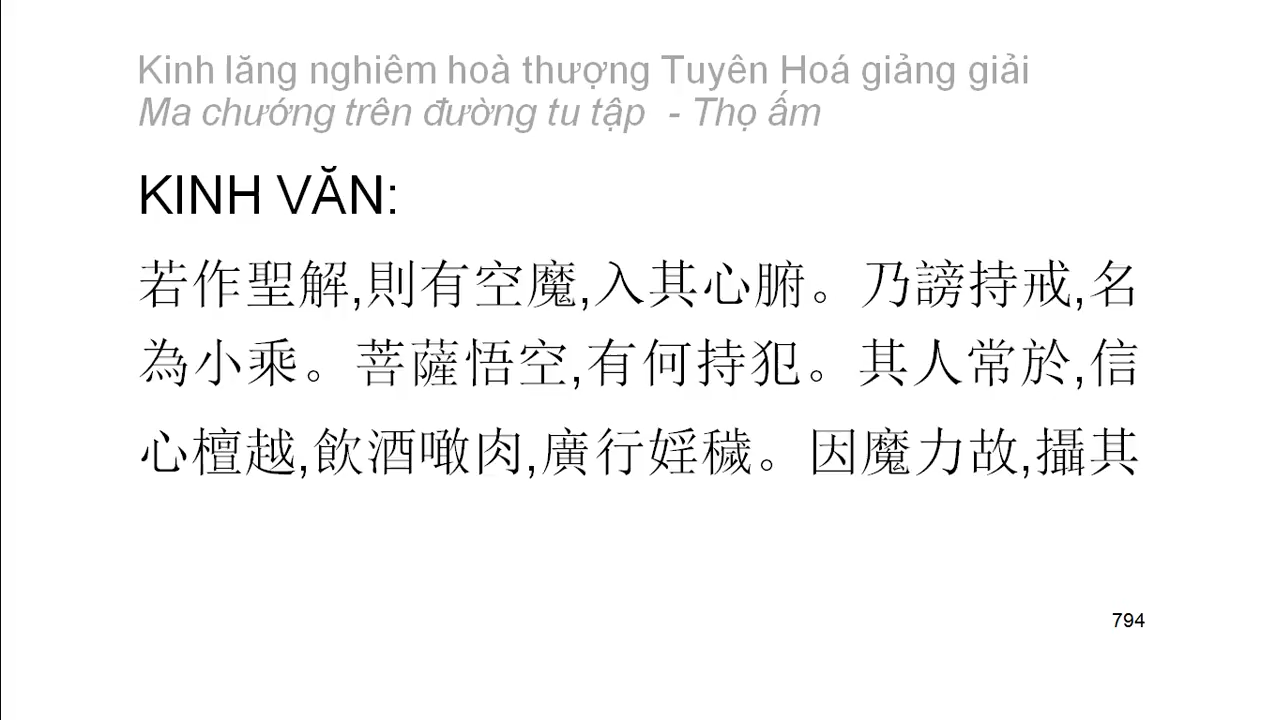 Kinh lăng nghiêm hoà thượng Tuyên Hoá giảng giải
Ma chướng trên đường tu tập - Thọ ấm
KINH VĂN:
若作聖解,則有空魔,入其心腑。乃謗持戒,名
為小乘。菩薩悟空,有何持犯。其人常於,信
心檀越,飲酒噉肉,廣行婬穢。因魔力故,攝其
794